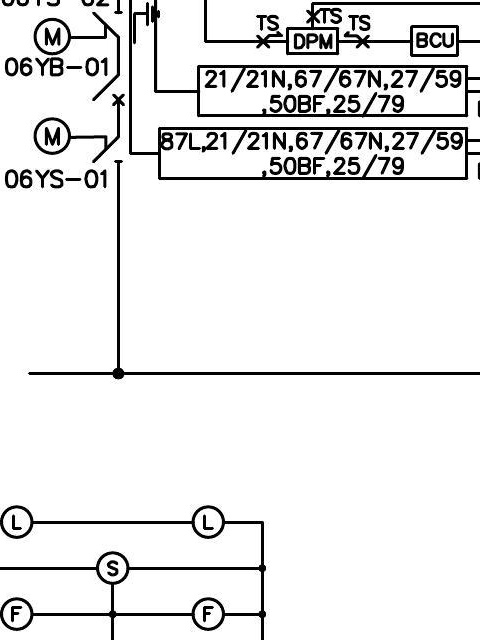 TS
TS
TS
M
DPM
BCU
06YB-01
21/21N,67/67N,27/59
,50BF,25/79
M
87L,21/21N,67/67N,27/59
,50BF,25/79
06YS-01
L
L
S
F
F